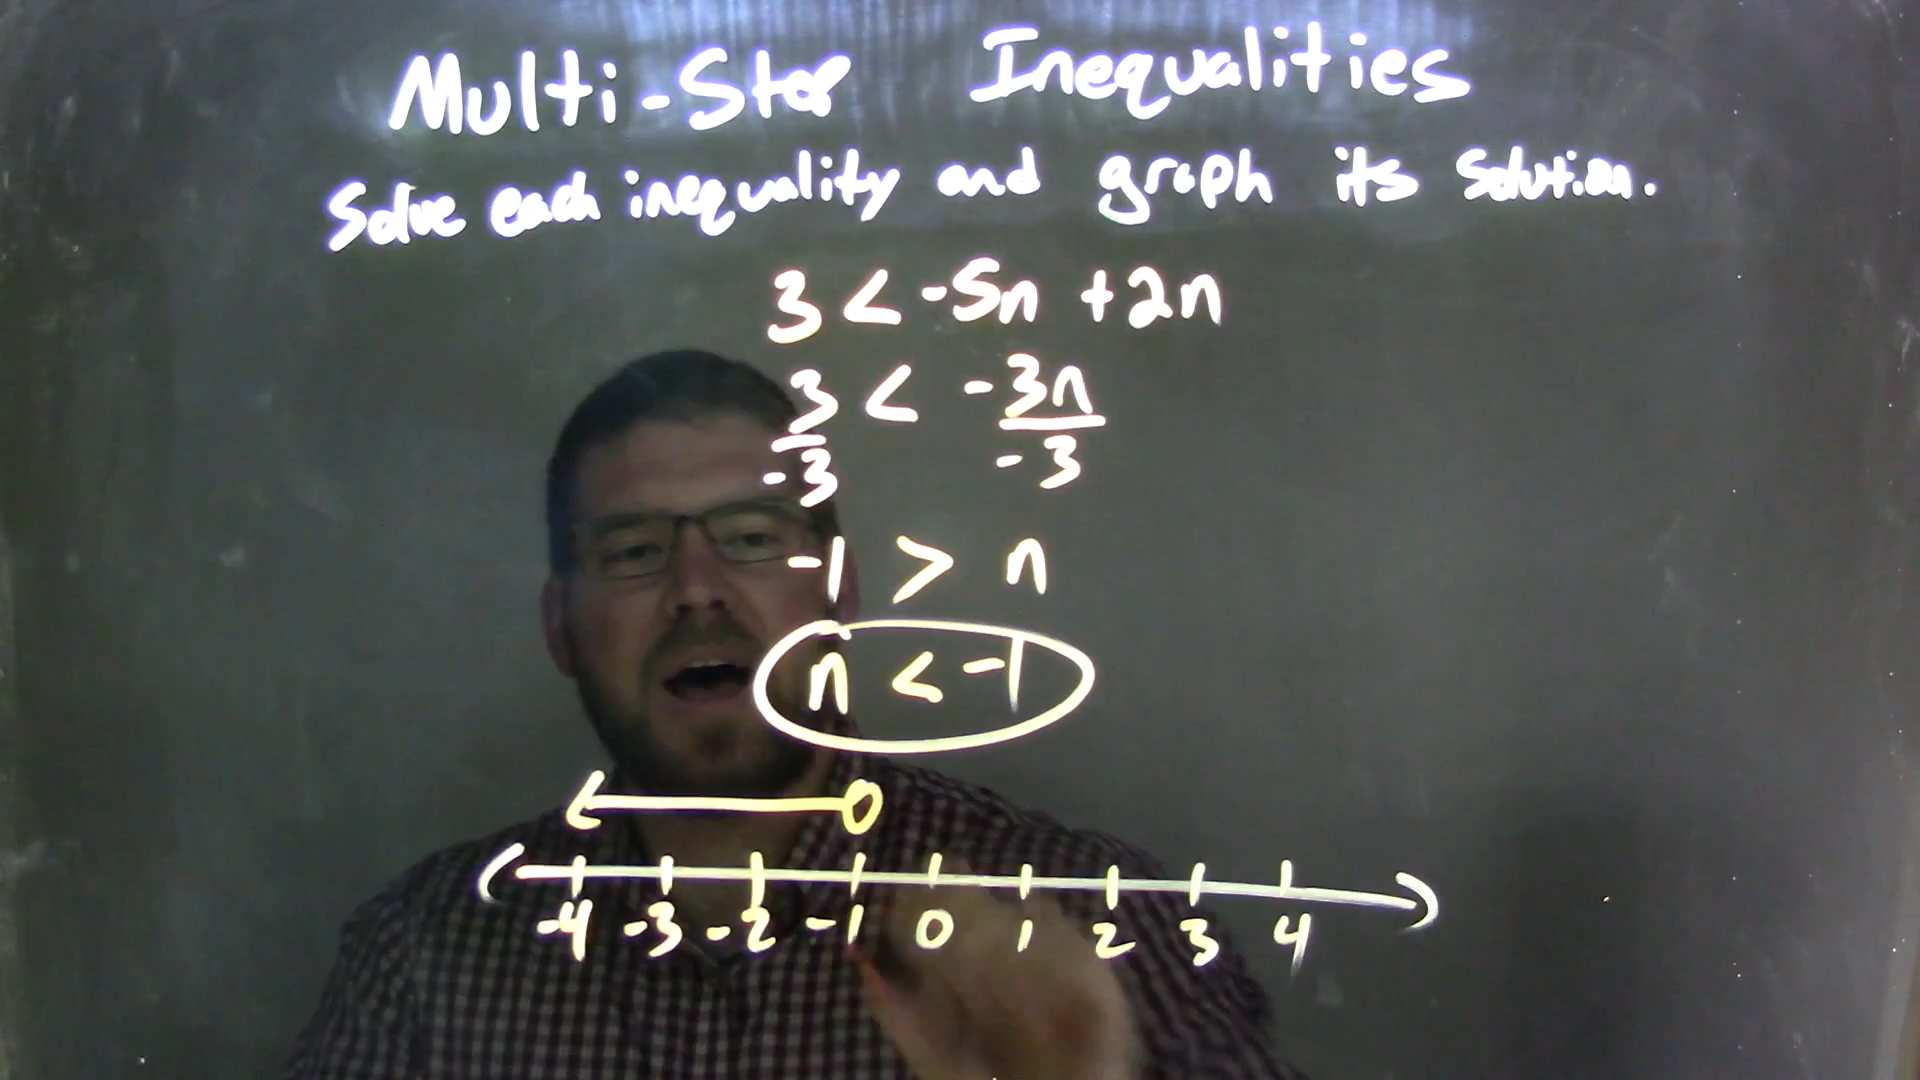 Multi-Step Inequalities
Solve each inequality and graph its solution.
3 < -5n + 2n
3 < -3n
-3 -3
-1 > n
n < -1
-4 -3 -2 -1 0 1 2 3 4